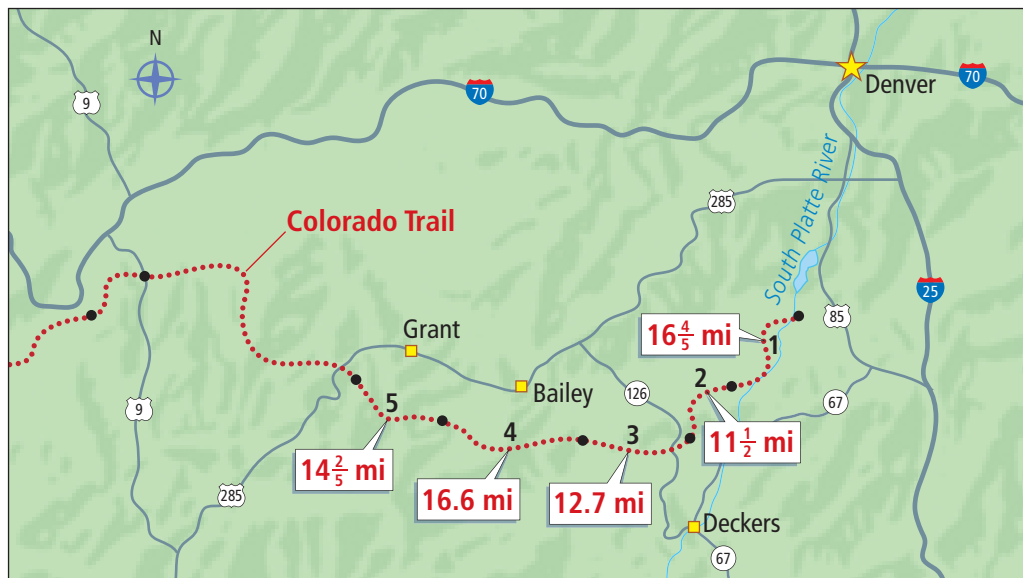 N
9
70
Denver
70
285
South Platte River
Colorado Trail
25
Grant
16 4/5 mi
85
1
Bailey
126
2
67
5
4
3
11 1/2 mi
9
14 2/5 mi
16.6 mi
12.7 mi
285
Deckers
67